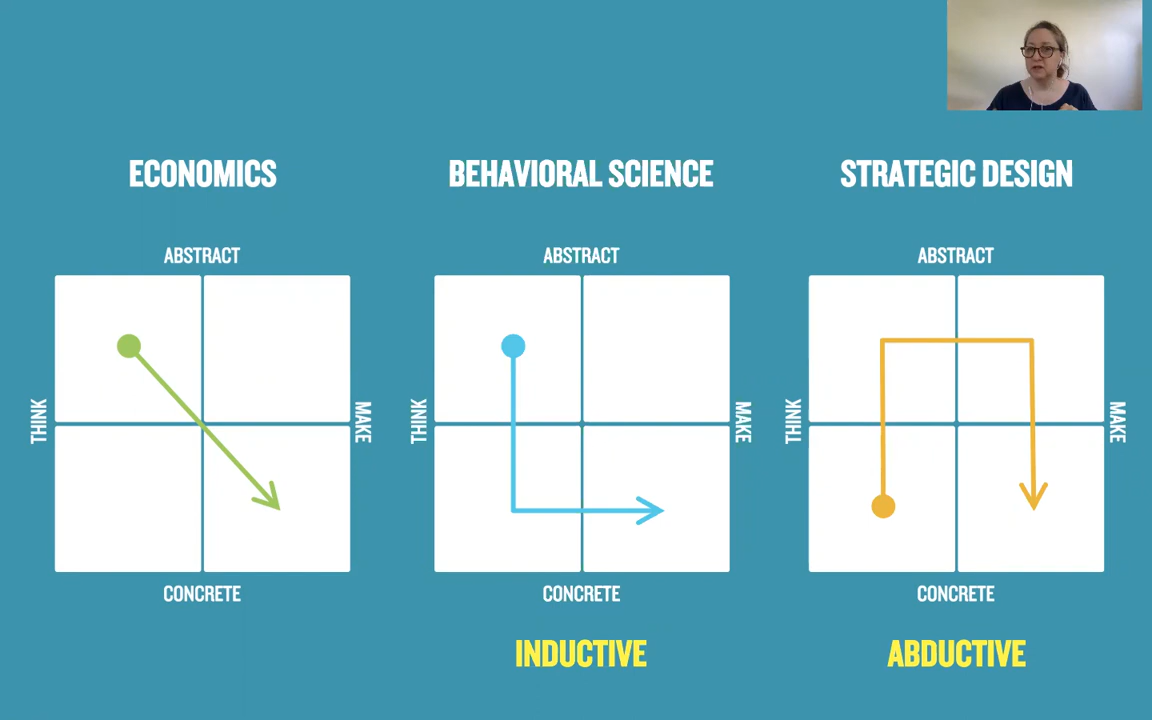 ECONOMICS
BEHAVIORAL SCIENCE
STRATEGIC DESIGN
ABSTRACT
ABSTRACT
ABSTRACT
THINK
MAKE
THINK
MAKE
THINK
MAKE
CONCRETE
CONCRETE
CONCRETE
INDUCTIVE
ABDUCTIVE